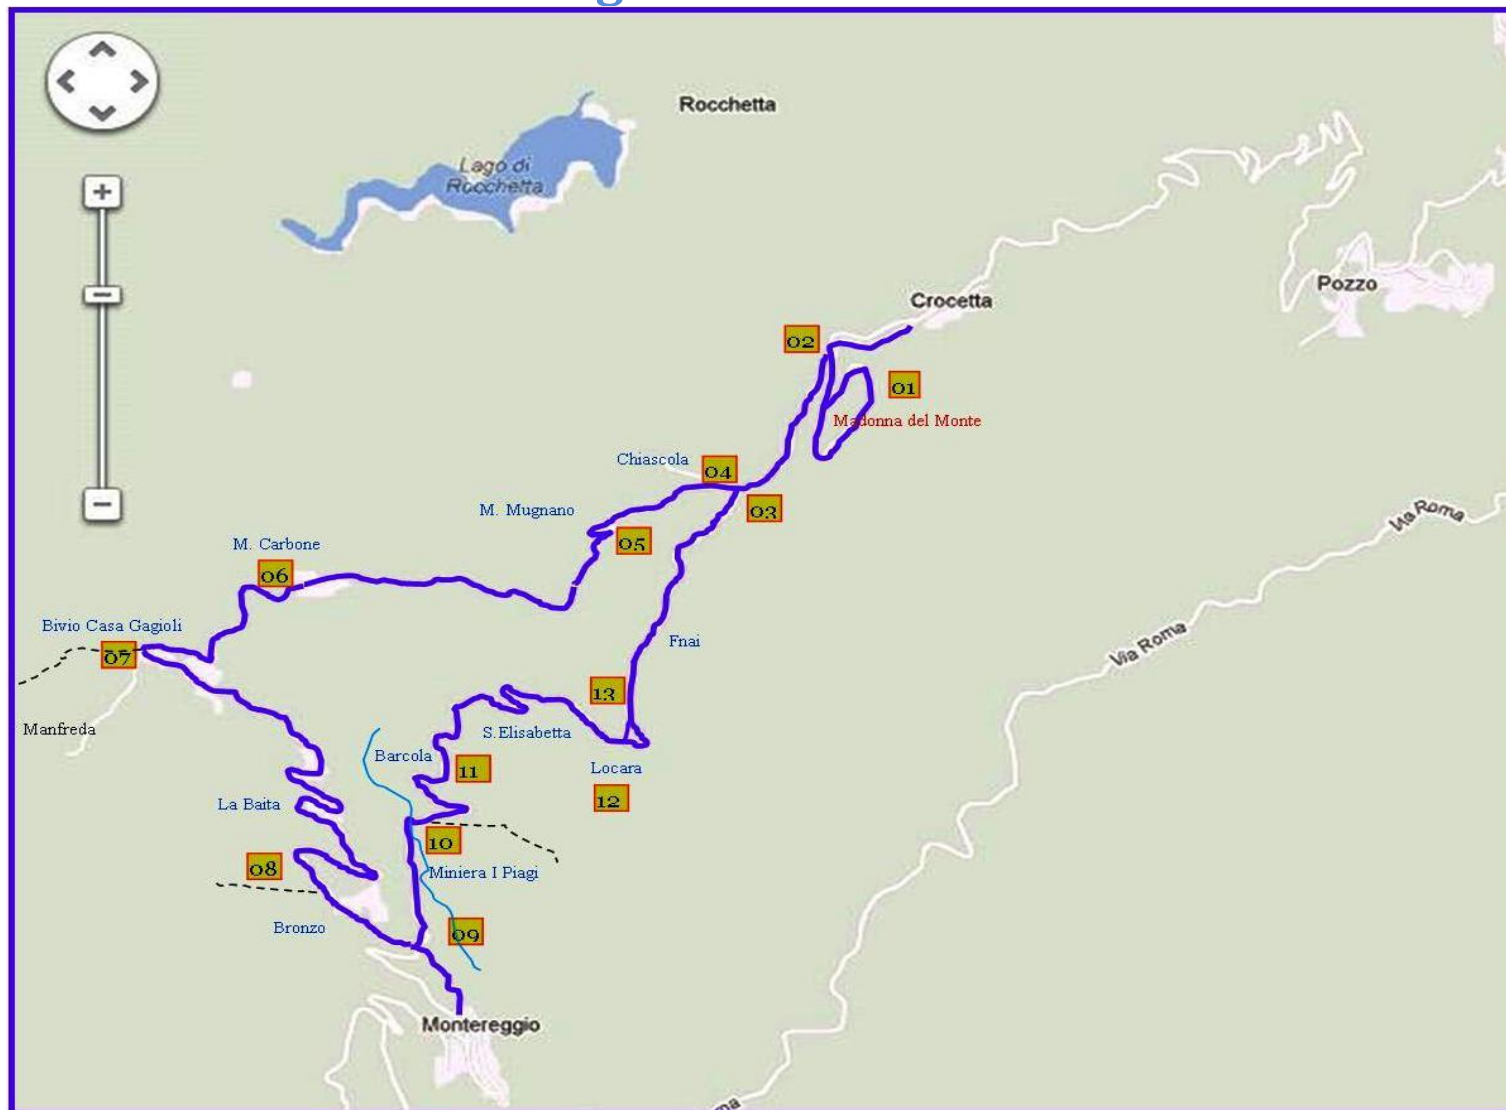 g
Rocchetta
Lago di
Rocchetta
Crocetta
Pozzo
02
01
Madonna del Monte
Chiascola
04
03
M. Mugnano
05
Via Roma
M. Carbone
06
Bivio Casa Gagioli
07
Fnai
Via Roma
13
Manfreda
S.Elisabetta
Barcola
11
Locara
12
La Baita
10
08
Miniera I Piagi
Bronzo
09
Montereggio
ma